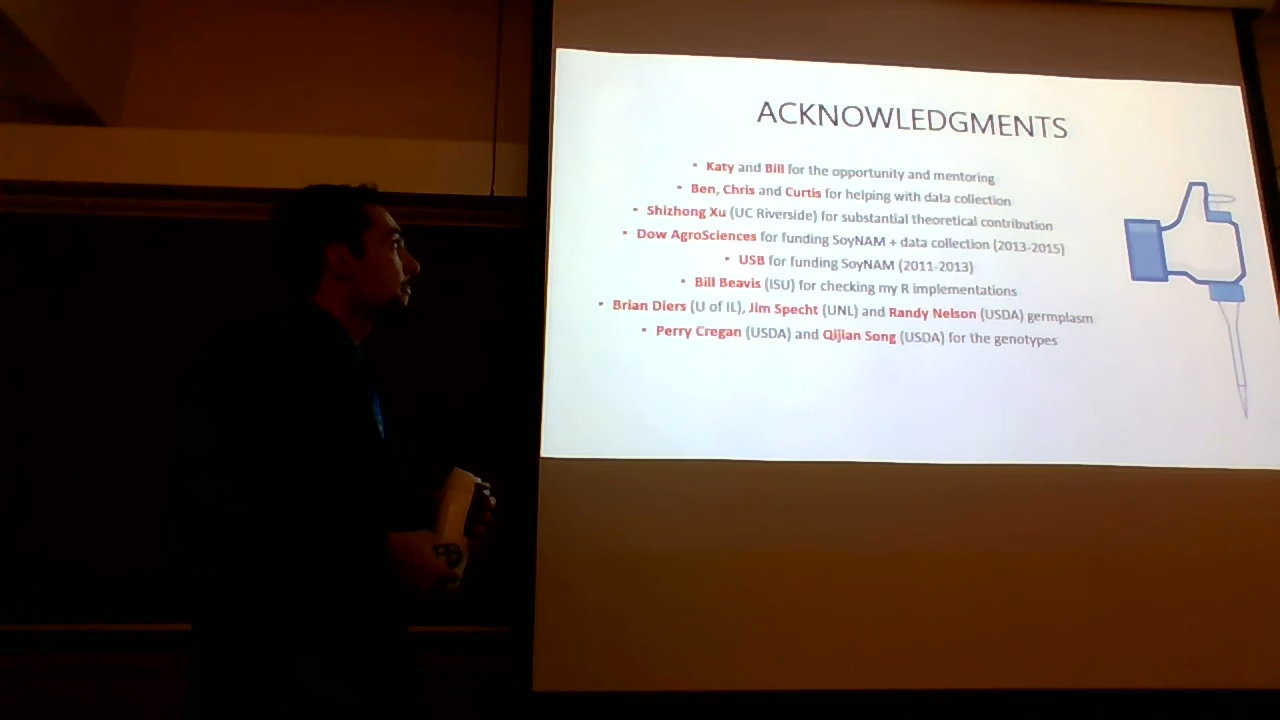 ACKNOWLEDGMENTS
▪ Katy and Bill for the opportunity and mentoring
▪ Ben, Chris and Curtis for helping with data collection
▪ Shizhong Xu (UC Riverside) for substantial theoretical contribution
▪ Dow AgroSciences for funding SoyNAM + data collection (2013-2015)
▪ USB for funding SoyNAM (2011-2013)
▪ Bill Beavis (ISU) for checking my R implementations
▪ Brian Diers (U of IL), Jim Specht (UNL) and Randy Nelson (USDA) germplasm
▪ Perry Cregan (USDA) and Qijian Song (USDA) for the genotypes